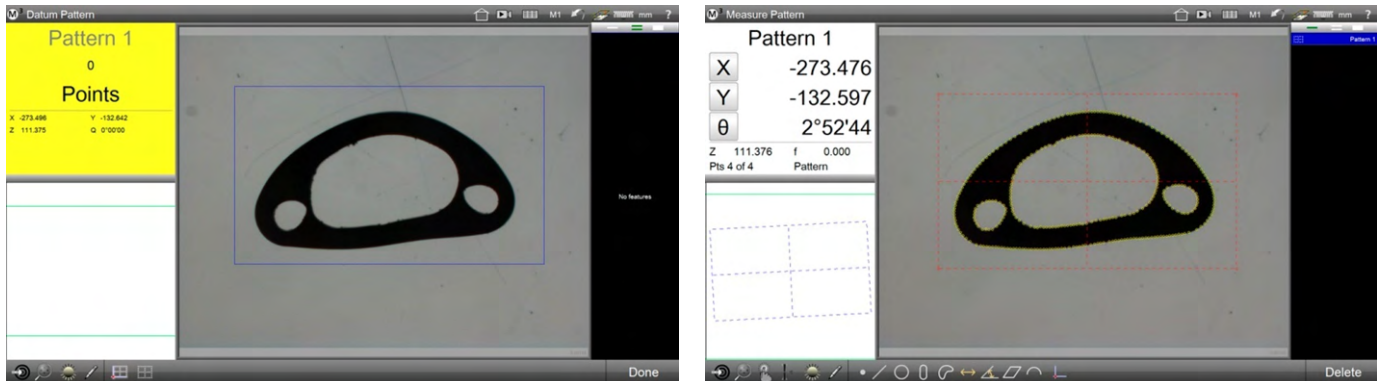 Datum Pattern
M1
mm
?
Pattern 1
0
Points
X -273.496 Y -132.642
Z 111.375 Q 0°00'00
No features
Done
Measure Pattern
M1
mm
?
Pattern 1
X -273.476
Y -132.597
θ 2°52'44
Z 111.376 f 0.000
Pts 4 of 4 Pattern
Pattern 1
Delete